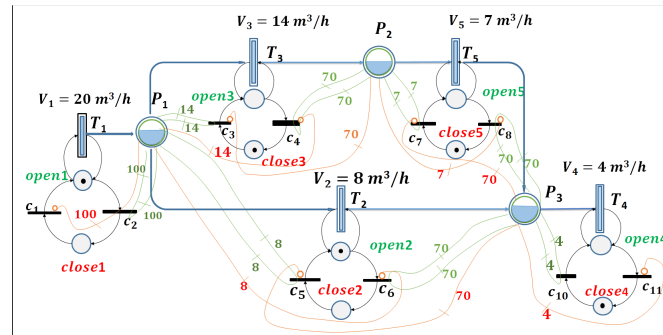 V₃ = 14 m³/h
P₂
V₅ = 7 m³/h
T₃
T₅
V₁ = 20 m³/h
P₁
open3
70
7
open5
70
14
70
7
T₁
14
c₃
c₄
c₇
close5
c₈
14
close3
70
70
V₄ = 4 m³/h
open1
100
7
70
70
P₃
V₂ = 8 m³/h
T₄
c₁
100
c₂
100
T₂
open4
close1
8
open2
70
4
8
70
4
c₅
close2
c₆
c₁₀
close4
c₁₁
8
70
4